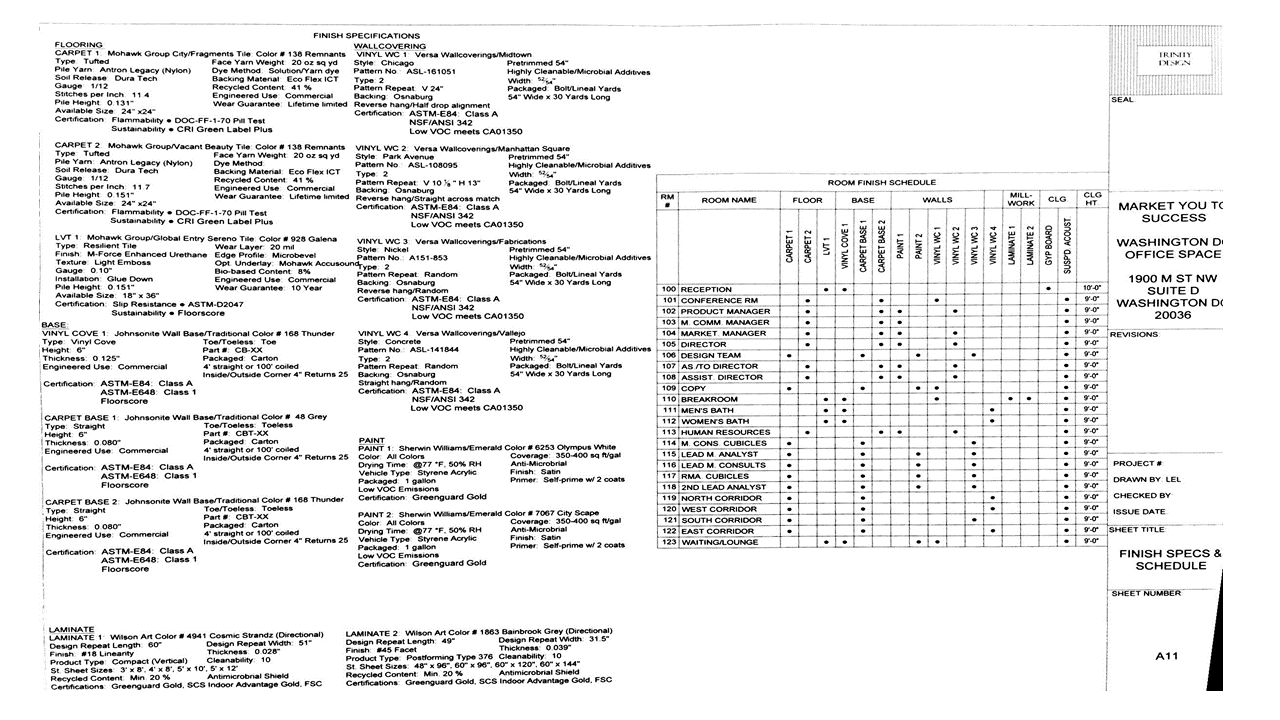 FINISH SPECIFICATIONS
FLOORING
CARPET 1: Mohawk Group City/Fragments Tile: Color # 138 Remnants
Type: Tufted Face Yarn Weight: 20 oz sq yd
Pile Yarn: Antron Legacy (Nylon) Dye Method: Solution/Yarn dye
Soil Release: Dura Tech Backing Material: Eco Flex ICT
Gauge: 1/12 Recycled Content: 41 %
Stitches per Inch: 11.4 Engineered Use: Commercial
Pile Height: 0.131" Wear Guarantee: Lifetime limited
Available Size: 24" x24"
Certification: Flammability ● DOC-FF-1-70 Pill Test
Sustainability ● CRI Green Label Plus
CARPET 2: Mohawk Group/Vacant Beauty Tile: Color # 138 Remnants
Type: Tufted Face Yarn Weight: 20 oz sq yd
Pile Yarn: Antron Legacy (Nylon) Dye Method:
Soil Release: Dura Tech Backing Material: Eco Flex ICT
Gauge: 1/12 Recycled Content: 41 %
Stitches per Inch: 11.7 Engineered Use: Commercial
Pile Height: 0.151" Wear Guarantee: Lifetime limited
Available Size: 24" x24"
Certification: Flammability ● DOC-FF-1-70 Pill Test
Sustainability ● CRI Green Label Plus
LVT 1: Mohawk Group/Global Entry Sereno Tile: Color # 928 Galena
Type: Resilient Tile Wear Layer: 20 mil
Finish: M-Force Enhanced Urethane Edge Profile: Microbevel
Texture: Light Emboss Opt. Underlay: Mohawk Accusound
Gauge: 0.10" Bio-based Content: 8%
Installation: Glue Down Engineered Use: Commercial
Pile Height: 0.151" Wear Guarantee: 10 Year
Available Size: 18" x 36"
Certification: Slip Resistance ● ASTM-D2047
Sustainability ● Floorscore
BASE:
VINYL COVE 1: Johnsonite Wall Base/Traditional Color # 168 Thunder
Type: Vinyl Cove Toe/Toeless: Toe
Height: 6" Part #: CB-XX
Thickness: 0.125" Packaged: Carton
Engineered Use: Commercial 4' straight or 100' coiled
Inside/Outside Corner 4" Returns 25
Certification: ASTM-E84: Class A
ASTM-E648: Class 1
Floorscore
CARPET BASE 1: Johnsonite Wall Base/Traditional Color # 48 Grey
Type: Straight Toe/Toeless: Toeless
Height: 6" Part #: CBT-XX
Thickness: 0.080" Packaged: Carton
Engineered Use: Commercial 4' straight or 100' coiled
Inside/Outside Corner 4" Returns 25
Certification: ASTM-E84: Class A
ASTM-E648: Class 1
Floorscore
CARPET BASE 2: Johnsonite Wall Base/Traditional Color # 168 Thunder
Type: Straight Toe/Toeless: Toeless
Height: 6" Part #: CBT-XX
Thickness: 0.080" Packaged: Carton
Engineered Use: Commercial 4' straight or 100' coiled
Inside/Outside Corner 4" Returns 25
Certification: ASTM-E84: Class A
ASTM-E648: Class 1
Floorscore
LAMINATE
LAMINATE 1: Wilson Art Color # 4941 Cosmic Strandz (Directional)
Design Repeat Length: 60" Design Repeat Width: 51"
Finish: #18 Linearity Thickness: 0.028"
Product Type: Compact (Vertical) Cleanability: 10
St. Sheet Sizes: 3' x 8', 4' x 8', 5' x 10', 5' x 12'
Recycled Content: Min. 20 % Antimicrobial Shield
Certifications: Greenguard Gold, SCS Indoor Advantage Gold, FSC
WALLCOVERING
VINYL WC 1: Versa Wallcoverings/Midtown
Style: Chicago Pretrimmed 54"
Pattern No.: ASL-161051 Highly Cleanable/Microbial Additives
Type: 2 Width: 52/54"
Pattern Repeat: V 24" Packaged: Bolt/Lineal Yards
Backing: Osnaburg 54" Wide x 30 Yards Long
Reverse hang/Half drop alignment
Certification: ASTM-E84: Class A
NSF/ANSI 342
Low VOC meets CA01350
VINYL WC 2: Versa Wallcoverings/Manhattan Square
Style: Park Avenue Pretrimmed 54"
Pattern No.: ASL-108095 Highly Cleanable/Microbial Additives
Type: 2 Width: 52/54"
Pattern Repeat: V 10 " H 13" Packaged: Bolt/Lineal Yards
Backing: Osnaburg 54" Wide x 30 Yards Long
Reverse hang/Straight across match
Certification: ASTM-E84: Class A
NSF/ANSI 342
Low VOC meets CA01350
VINYL WC 3: Versa Wallcoverings/Fabrications
Style: Nickel Pretrimmed 54"
Pattern No.: A151-853 Highly Cleanable/Microbial Additives
Type: 2 Width: 52/54"
Pattern Repeat: Random Packaged: Bolt/Lineal Yards
Backing: Osnaburg 54" Wide x 30 Yards Long
Reverse hang/Random
Certification: ASTM-E84: Class A
NSF/ANSI 342
Low VOC meets CA01350
VINYL WC 4: Versa Wallcoverings/Vallejo
Style: Concrete Pretrimmed 54"
Pattern No.: ASL-141844 Highly Cleanable/Microbial Additives
Type: 2 Width: 52/54"
Pattern Repeat: Random Packaged: Bolt/Lineal Yards
Backing: Osnaburg 54" Wide x 30 Yards Long
Straight hang/Random
Certification: ASTM-E84: Class A
NSF/ANSI 342
Low VOC meets CA01350
PAINT
PAINT 1: Sherwin Williams/Emerald Color # 6253 Olympus White
Color: All Colors Coverage: 350-400 sq ft/gal
Drying Time: @77 °F, 50% RH Anti-Microbrial
Vehicle Type: Styrene Acrylic Finish: Satin
Packaged: 1 gallon Primer: Self-prime w/ 2 coats
Low VOC Emissions
Certification: Greenguard Gold
PAINT 2: Sherwin Williams/Emerald Color # 7067 City Scape
Color: All Colors Coverage: 350-400 sq ft/gal
Drying Time: @77 °F, 50% RH Anti-Microbrial
Vehicle Type: Styrene Acrylic Finish: Satin
Packaged: 1 gallon Primer: Self-prime w/ 2 coats
Low VOC Emissions
Certification: Greenguard Gold
LAMINATE 2: Wilson Art Color # 1863 Bainbrook Grey (Directional)
Design Repeat Length: 49" Design Repeat Width: 31.5"
Finish: #45 Facet Thickness: 0.039"
Product Type: Postforming Type 376 Cleanability: 10
St. Sheet Sizes: 48" x 96", 60" x 96", 60" x 120", 60" x 144"
Recycled Content: Min. 20 % Antimicrobial Shield
Certifications: Greenguard Gold, SCS Indoor Advantage Gold, FSC
ROOM FINISH SCHEDULE
RM # ROOM NAME FLOOR BASE WALLS MILL-WORK CLG CLG HT.
CARPET 1 CARPET 2 LVT 1 VINYL COVE 1 CARPET BASE 1 CARPET BASE 2 PAINT 1 PAINT 2 VINYL WC 1 VINYL WC 2 VINYL WC 3 VINYL WC 4 LAMINATE 1 LAMINATE 2 GYP BOARD SUSP'D. ACOUST.
100 RECEPTION ● ● ● 10'-0"
101 CONFERENCE RM ● ● ● ● 9'-0"
102 PRODUCT MANAGER ● ● ● ● ● 9'-0"
103 M. COMM. MANAGER ● ● ● ● 9'-0"
104 MARKET. MANAGER ● ● ● ● ● 9'-0"
105 DIRECTOR ● ● ● ● ● 9'-0"
106 DESIGN TEAM ● ● ● ● ● 9'-0"
107 AS./TO DIRECTOR ● ● ● ● ● 9'-0"
108 ASSIST. DIRECTOR ● ● ● ● ● 9'-0"
109 COPY ● ● ● ● ● 9'-0"
110 BREAKROOM ● ● ● ● ● ● 9'-0"
111 MEN'S BATH ● ● ● ● 9'-0"
112 WOMEN'S BATH ● ● ● ● 9'-0"
113 HUMAN RESOURCES ● ● ● ● ● 9'-0"
114 M. CONS. CUBICLES ● ● ● ● 9'-0"
115 LEAD M. ANALYST ● ● ● ● 9'-0"
116 LEAD M. CONSULTS ● ● ● ● 9'-0"
117 RMA. CUBICLES ● ● ● ● 9'-0"
118 2ND LEAD ANALYST ● ● ● ● 9'-0"
119 NORTH CORRIDOR ● ● ● ● 9'-0"
120 WEST CORRIDOR ● ● ● ● 9'-0"
121 SOUTH CORRIDOR ● ● ● ● 9'-0"
122 EAST CORRIDOR ● ● ● ● 9'-0"
123 WAITING/LOUNGE ● ● ● ● ● 9'-0"
TRINITY
DESIGN
SEAL
MARKET YOU TO
SUCCESS
WASHINGTON D
OFFICE SPACE
1900 M ST NW
SUITE D
WASHINGTON D
20036
REVISIONS
PROJECT #:
DRAWN BY: LEL
CHECKED BY
ISSUE DATE
SHEET TITLE
FINISH SPECS &
SCHEDULE
SHEET NUMBER
A11